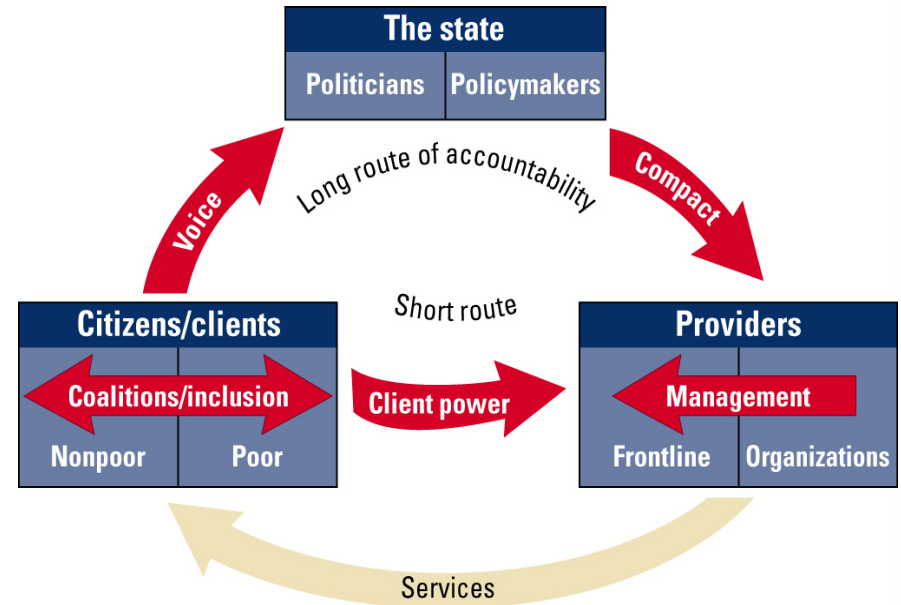 The state
Politicians
Policymakers
Long route of accountability
Voice
Compact
Short route
Citizens/clients
Coalitions/inclusion
Nonpoor
Poor
Client power
Providers
Management
Frontline
Organizations
Services